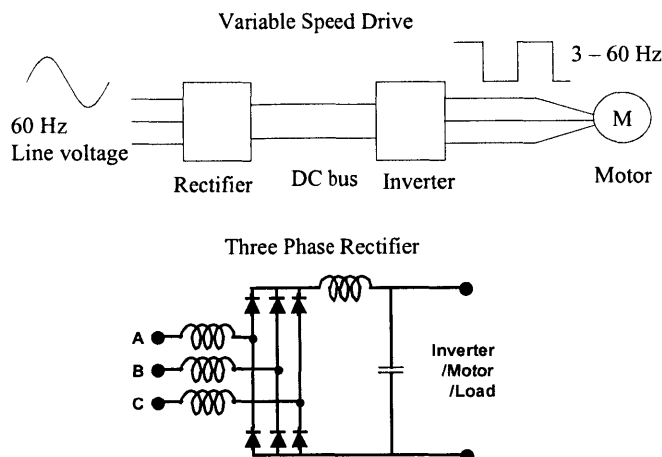 Variable Speed Drive
3 – 60 Hz
60 Hz
Line voltage
M
Rectifier
DC bus
Inverter
Motor
Three Phase Rectifier
A
B
C
Inverter
/Motor
/Load